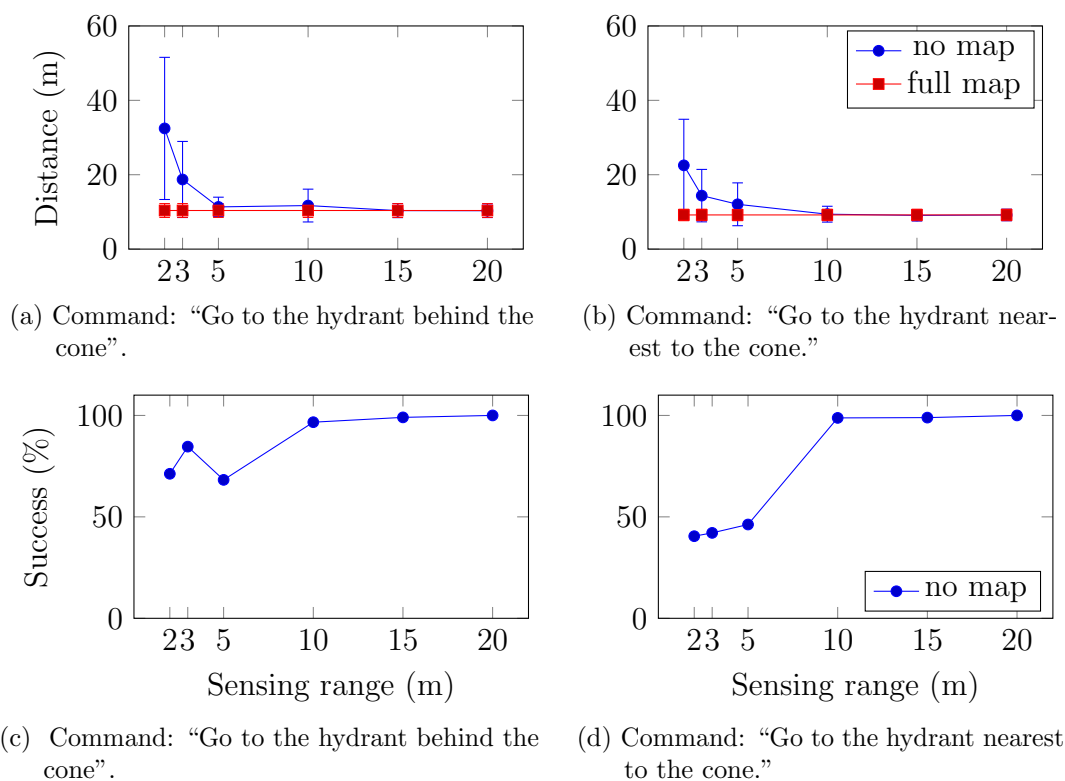 60
40
20
0
Distance (m)
2 3 5 10 15 20
(a) Command: “Go to the hydrant behind the
cone”.
no map
full map
60
40
20
0
2 3 5 10 15 20
(b) Command: “Go to the hydrant near-
est to the cone.”
100
50
0
Success (%)
2 3 5 10 15 20
Sensing range (m)
(c) Command: “Go to the hydrant behind the
cone”.
100
50
0
no map
2 3 5 10 15 20
Sensing range (m)
(d) Command: “Go to the hydrant nearest
to the cone.”